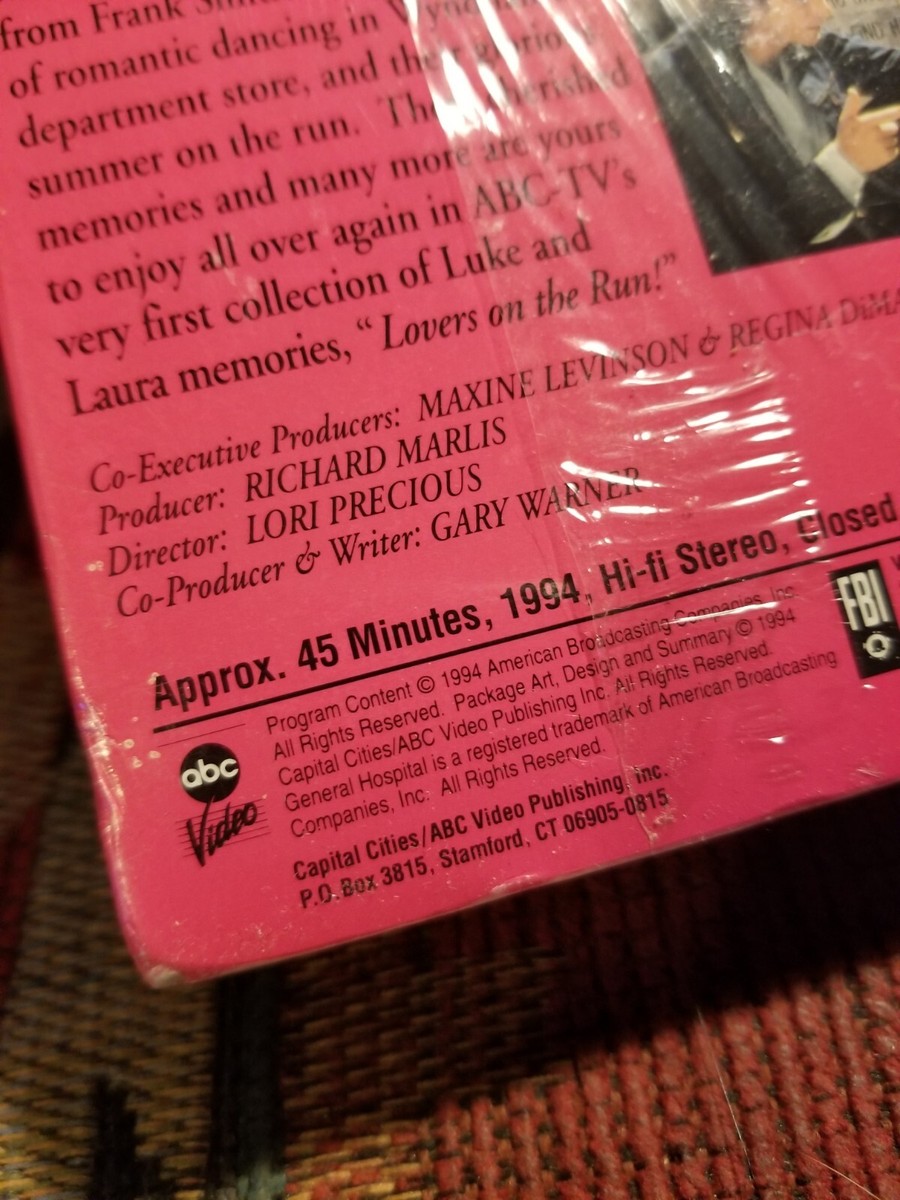 from Frank
of romantic dancing in
department store, and their glorious
summer on the run. These cherished
memories and many more are yours
to enjoy all over again in ABC-TV's
very first collection of Luke and
Laura memories, “Lovers on the Run!”
Co-Executive Producers: MAXINE LEVINSON & REGINA
Producer: RICHARD MARLIS
Director: LORI PRECIOUS
Co-Producer & Writer: GARY WARNER
Approx. 45 Minutes, 1994, Hi-fi Stereo, Closed
Program Content © 1994 American Broadcasting Companies, Inc.
All Rights Reserved. Package Art, Design and Summary © 1994
Capital Cities/ABC Video Publishing Inc. All Rights Reserved.
General Hospital is a registered trademark of American Broadcasting
Companies, Inc. All Rights Reserved.
Capital Cities/ABC Video Publishing, Inc.
P.O. Box 3815, Stamford, CT 06905-0815
abc
Video
FBI